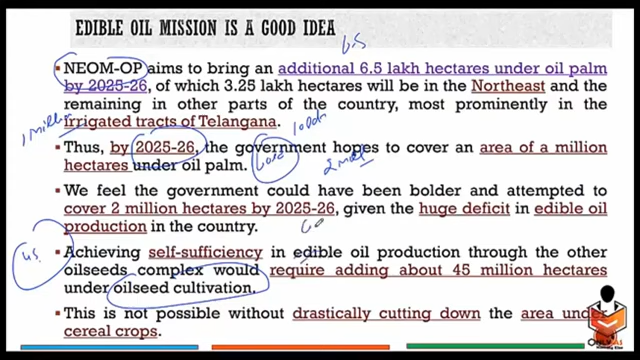 EDIBLE OIL MISSION IS A GOOD IDEA
6.5
NEOM-OP aims to bring an additional 6.5 lakh hectares under oil palm
by 2025-26, of which 3.25 lakh hectares will be in the Northeast and the
remaining in other parts of the country, most prominently in the
irrigated tracts of Telangana.
Thus, by 2025-26, the government hopes to cover an area of a million
hectares under oil palm.
We feel the government could have been bolder and attempted to
cover 2 million hectares by 2025-26, given the huge deficit in edible oil
production in the country.
Achieving self-sufficiency in edible oil production through the other
oilseeds complex would require adding about 45 million hectares
under oilseed cultivation.
This is not possible without drastically cutting down the area under
cereal crops.